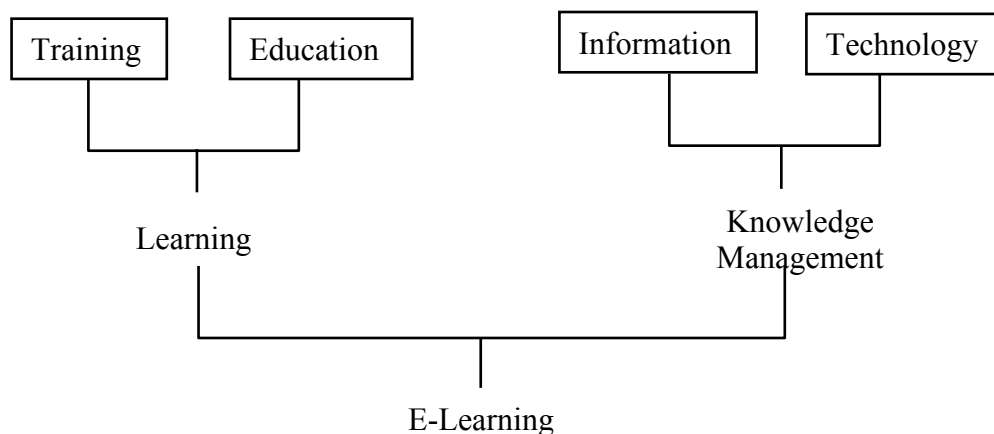 Training
Education
Information
Technology
Learning
Knowledge
Management
E-Learning